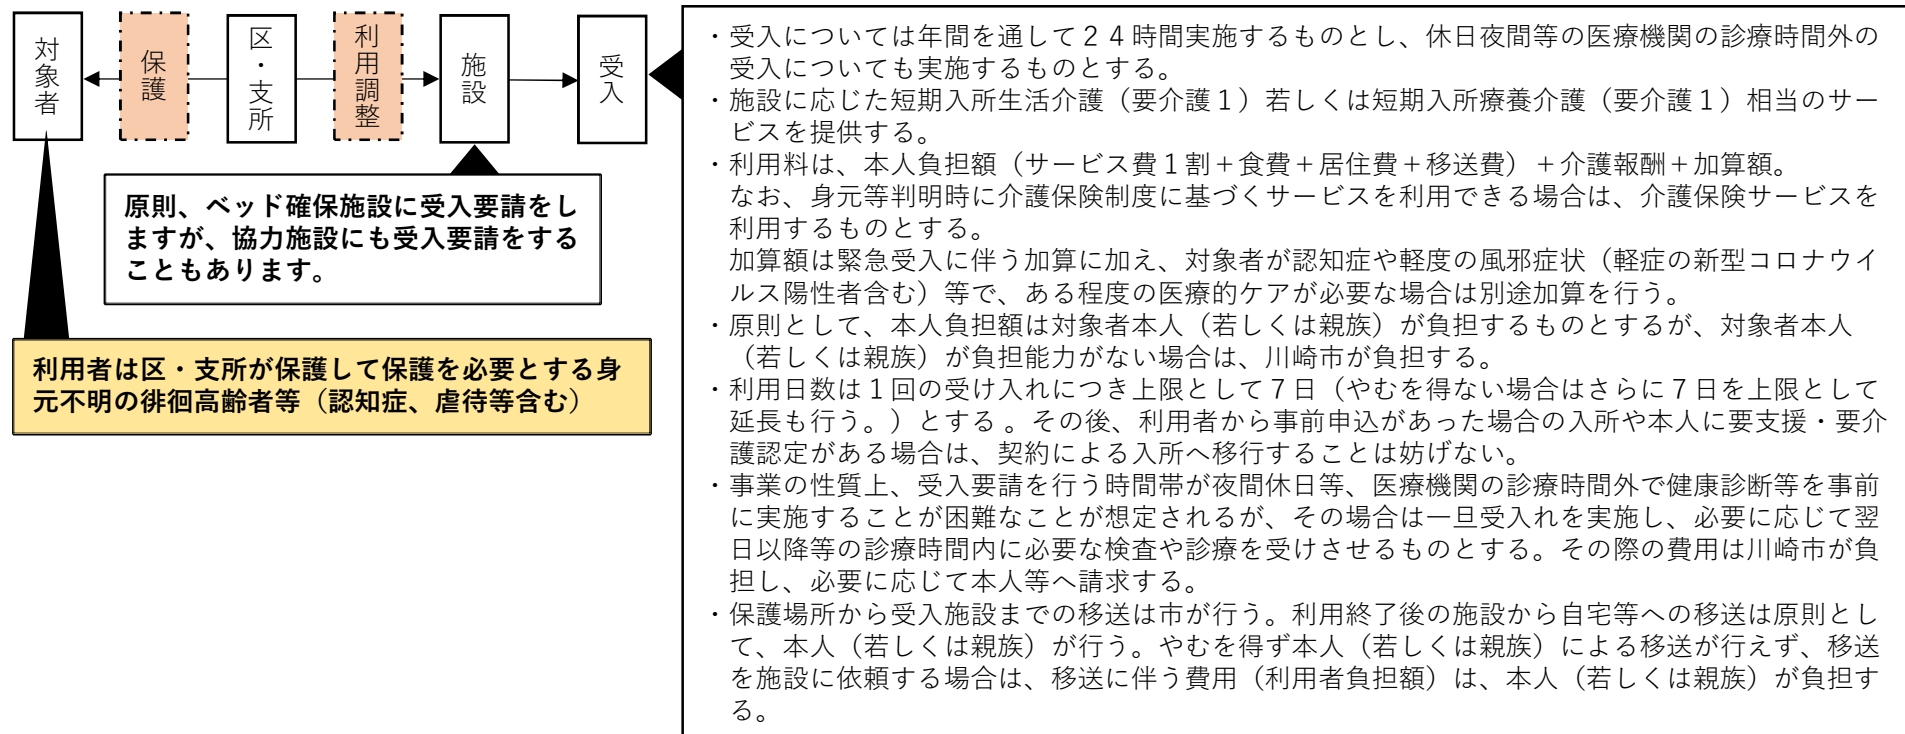 対象者
保護
区・支所
利用調整
施設
受入
原則、ベッド確保施設に受入要請をし
ますが、協力施設にも受入要請をする
こともあります。
利用者は区・支所が保護して保護を必要とする身
元不明の徘徊高齢者等（認知症、虐待等含む）
・受入については年間を通して２４時間実施するものとし、休日夜間等の医療機関の診療時間外の
受入についても実施するものとする。
・施設に応じた短期入所生活介護（要介護１）若しくは短期入所療養介護（要介護１）相当のサー
ビスを提供する。
・利用料は、本人負担額（サービス費１割＋食費＋居住費＋移送費）＋介護報酬＋加算額。
なお、身元等判明時に介護保険制度に基づくサービスを利用できる場合は、介護保険サービスを
利用するものとする。
加算額は緊急受入に伴う加算に加え、対象者が認知症や軽度の風邪症状（軽症の新型コロナウイ
ルス陽性者含む）等で、ある程度の医療的ケアが必要な場合は別途加算を行う。
・原則として、本人負担額は対象者本人（若しくは親族）が負担するものとするが、対象者本人
（若しくは親族）が負担能力がない場合は、川崎市が負担する。
・利用日数は１回の受け入れにつき上限として７日（やむを得ない場合はさらに７日を上限として
延長も行う。）とする 。その後、利用者から事前申込があった場合の入所や本人に要支援・要介
護認定がある場合は、契約による入所へ移行することは妨げない。
・事業の性質上、受入要請を行う時間帯が夜間休日等、医療機関の診療時間外で健康診断等を事前
に実施することが困難なことが想定されるが、その場合は一旦受入れを実施し、必要に応じて翌
日以降等の診療時間内に必要な検査や診療を受けさせるものとする。その際の費用は川崎市が負
担し、必要に応じて本人等へ請求する。
・保護場所から受入施設までの移送は市が行う。利用終了後の施設から自宅等への移送は原則とし
て、本人（若しくは親族）が行う。やむを得ず本人（若しくは親族）による移送が行えず、移送
を施設に依頼する場合は、移送に伴う費用（利用者負担額）は、本人（若しくは親族）が負担す
る。